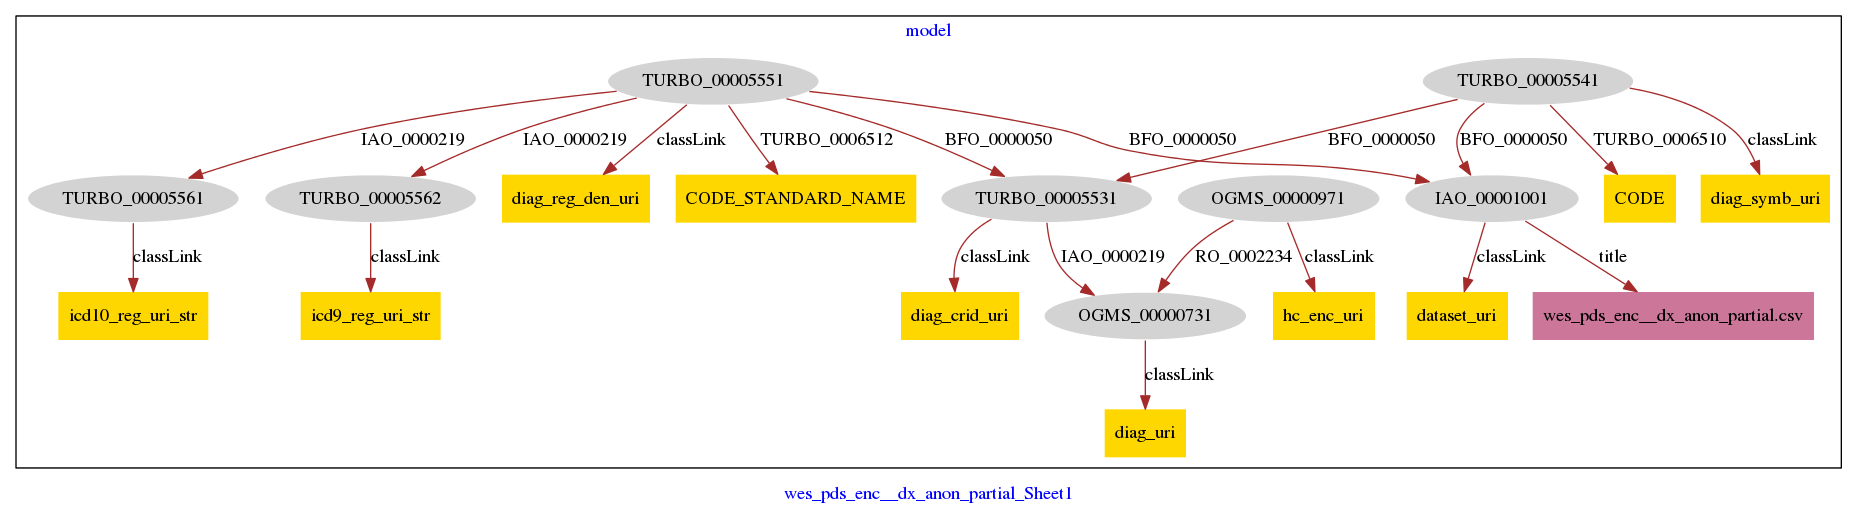 model
TURBO_00005551
TURBO_00005541
IAO_0000219
IAO_0000219
classLink
TURBO_0006512
BFO_0000050
BFO_0000050
BFO_0000050
BFO_0000050
TURBO_0006510
classLink
TURBO_00005561
TURBO_00005562
diag_reg_den_uri
CODE_STANDARD_NAME
TURBO_00005531
OGMS_00000971
IAO_00001001
CODE
diag_symb_uri
classLink
classLink
classLink
IAO_0000219
RO_0002234
classLink
classLink
title
icd10_reg_uri_str
icd9_reg_uri_str
diag_crid_uri
OGMS_00000731
hc_enc_uri
dataset_uri
wes_pds_enc__dx_anon_partial.csv
classLink
diag_uri
wes_pds_enc__dx_anon_partial_Sheet1